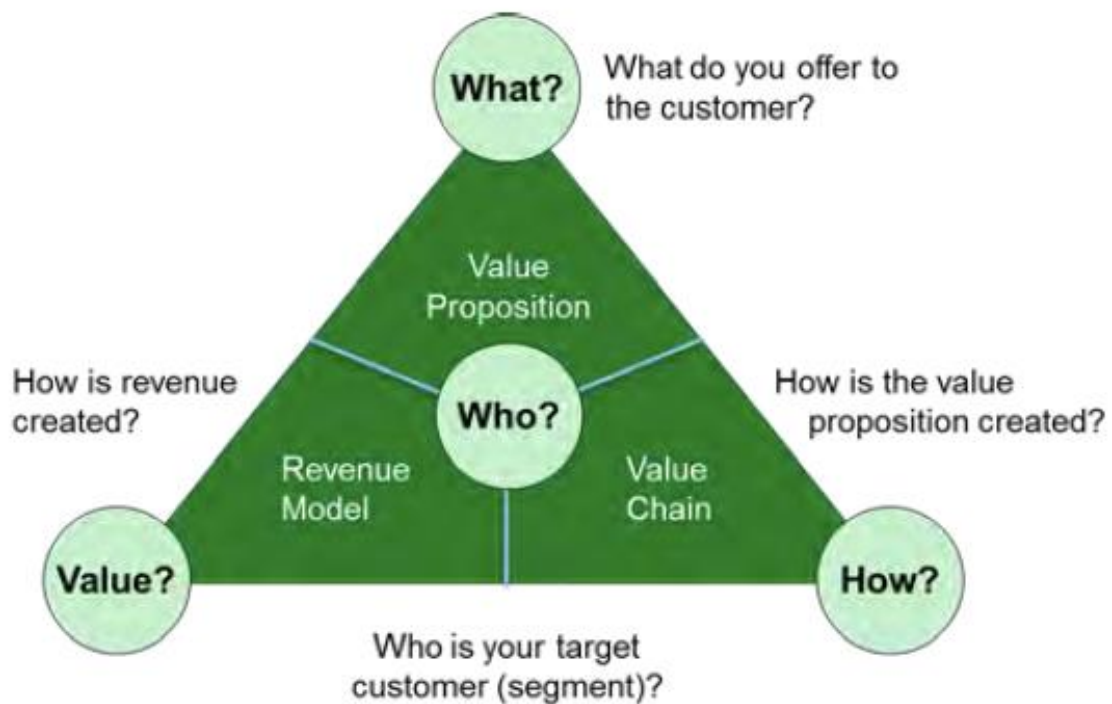 What?
What do you offer to
the customer?
Value
Proposition
How is revenue
created?
Who?
How is the value
proposition created?
Revenue
Model
Value
Chain
Value?
How?
Who is your target
customer (segment)?